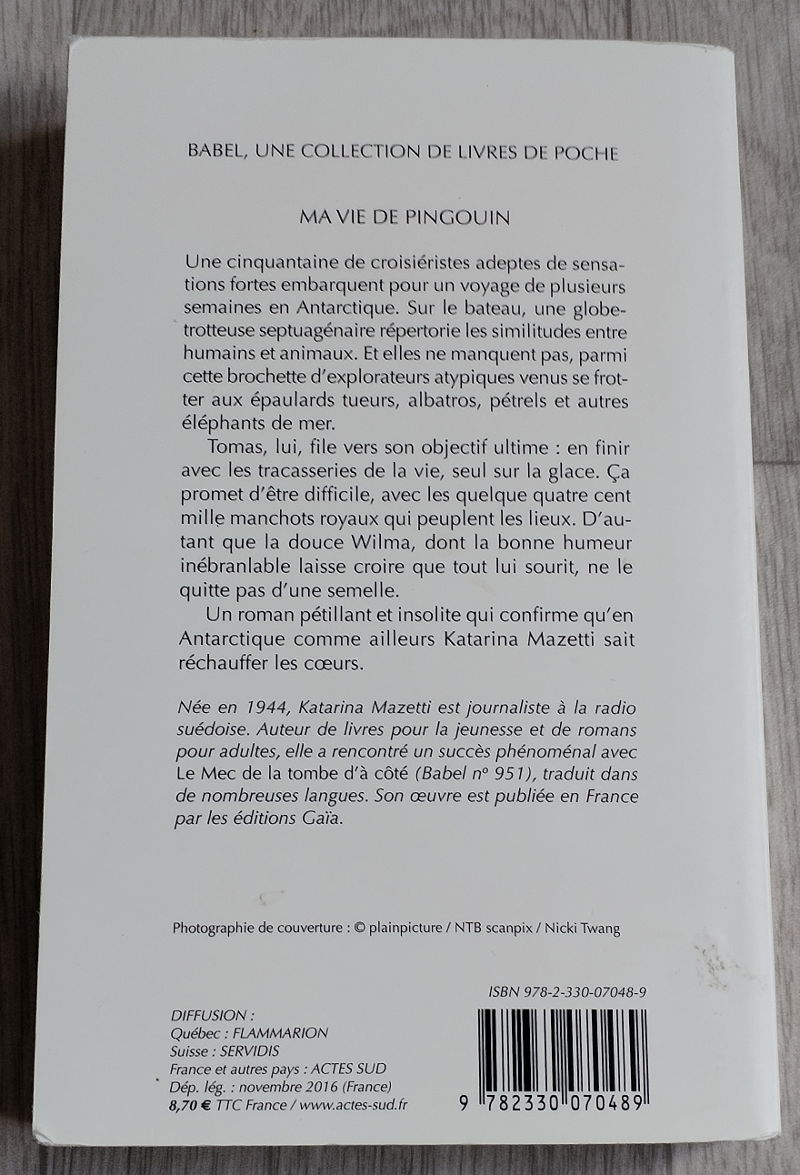 BABEL, UNE COLLECTION DE LIVRES DE POCHE
MA VIE DE PINGOUIN
Une cinquantaine de croisiéristes adeptes de sensa-
tions fortes embarquent pour un voyage de plusieurs
semaines en Antarctique. Sur le bateau, une globe-
trotteuse septuagénaire répertorie les similitudes entre
humains et animaux. Et elles ne manquent pas, parmi
cette brochette d'explorateurs atypiques venus se frot-
ter aux épaulards tueurs, albatros, pétrels et autres
éléphants de mer.
Tomas, lui, file vers son objectif ultime : en finir
avec les tracasseries de la vie, seul sur la glace. Ça
promet d'être difficile, avec les quelque quatre cent
mille manchots royaux qui peuplent les lieux. D'au-
tant que la douce Wilma, dont la bonne humeur
inébranlable laisse croire que tout lui sourit, ne le
quitte pas d'une semelle.
Un roman pétillant et insolite qui confirme qu'en
Antarctique comme ailleurs Katarina Mazetti sait
réchauffer les cœurs.
Née en 1944, Katarina Mazetti est journaliste à la radio
suédoise. Auteur de livres pour la jeunesse et de romans
pour adultes, elle a rencontré un succès phénoménal avec
Le Mec de la tombe d'à côté (Babel nº 951), traduit dans
de nombreuses langues. Son œuvre est publiée en France
par les éditions Gaïa.
Photographie de couverture : © plainpicture / NTB scanpix / Nicki Twang
ISBN 978-2-330-07048-9
DIFFUSION :
Québec : FLAMMARION
Suisse : SERVIDIS
France et autres pays : ACTES SUD
Dép. lég. : novembre 2016 (France)
8,70 € TTC France / www.actes-sud.fr
9 782330 070489